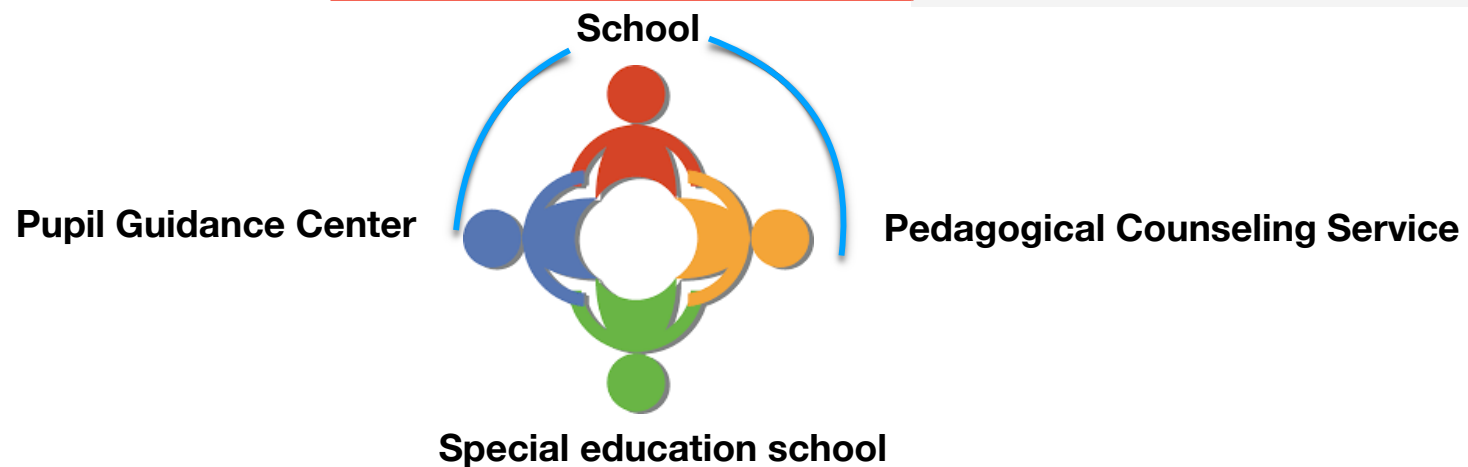 School
Pupil Guidance Center
Pedagogical Counseling Service
Special education school